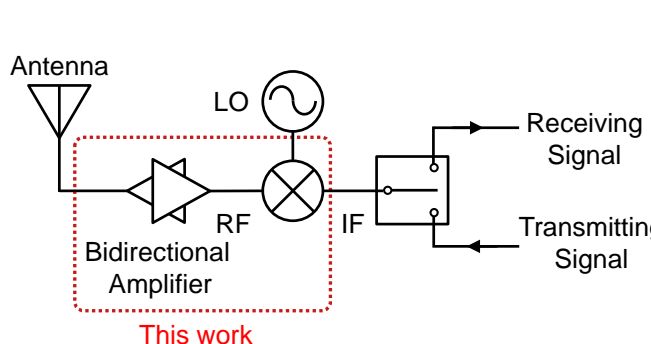 Antenna
LO
Receiving
Signal
RF
IF
Transmitting
Signal
Bidirectional
Amplifier
This work